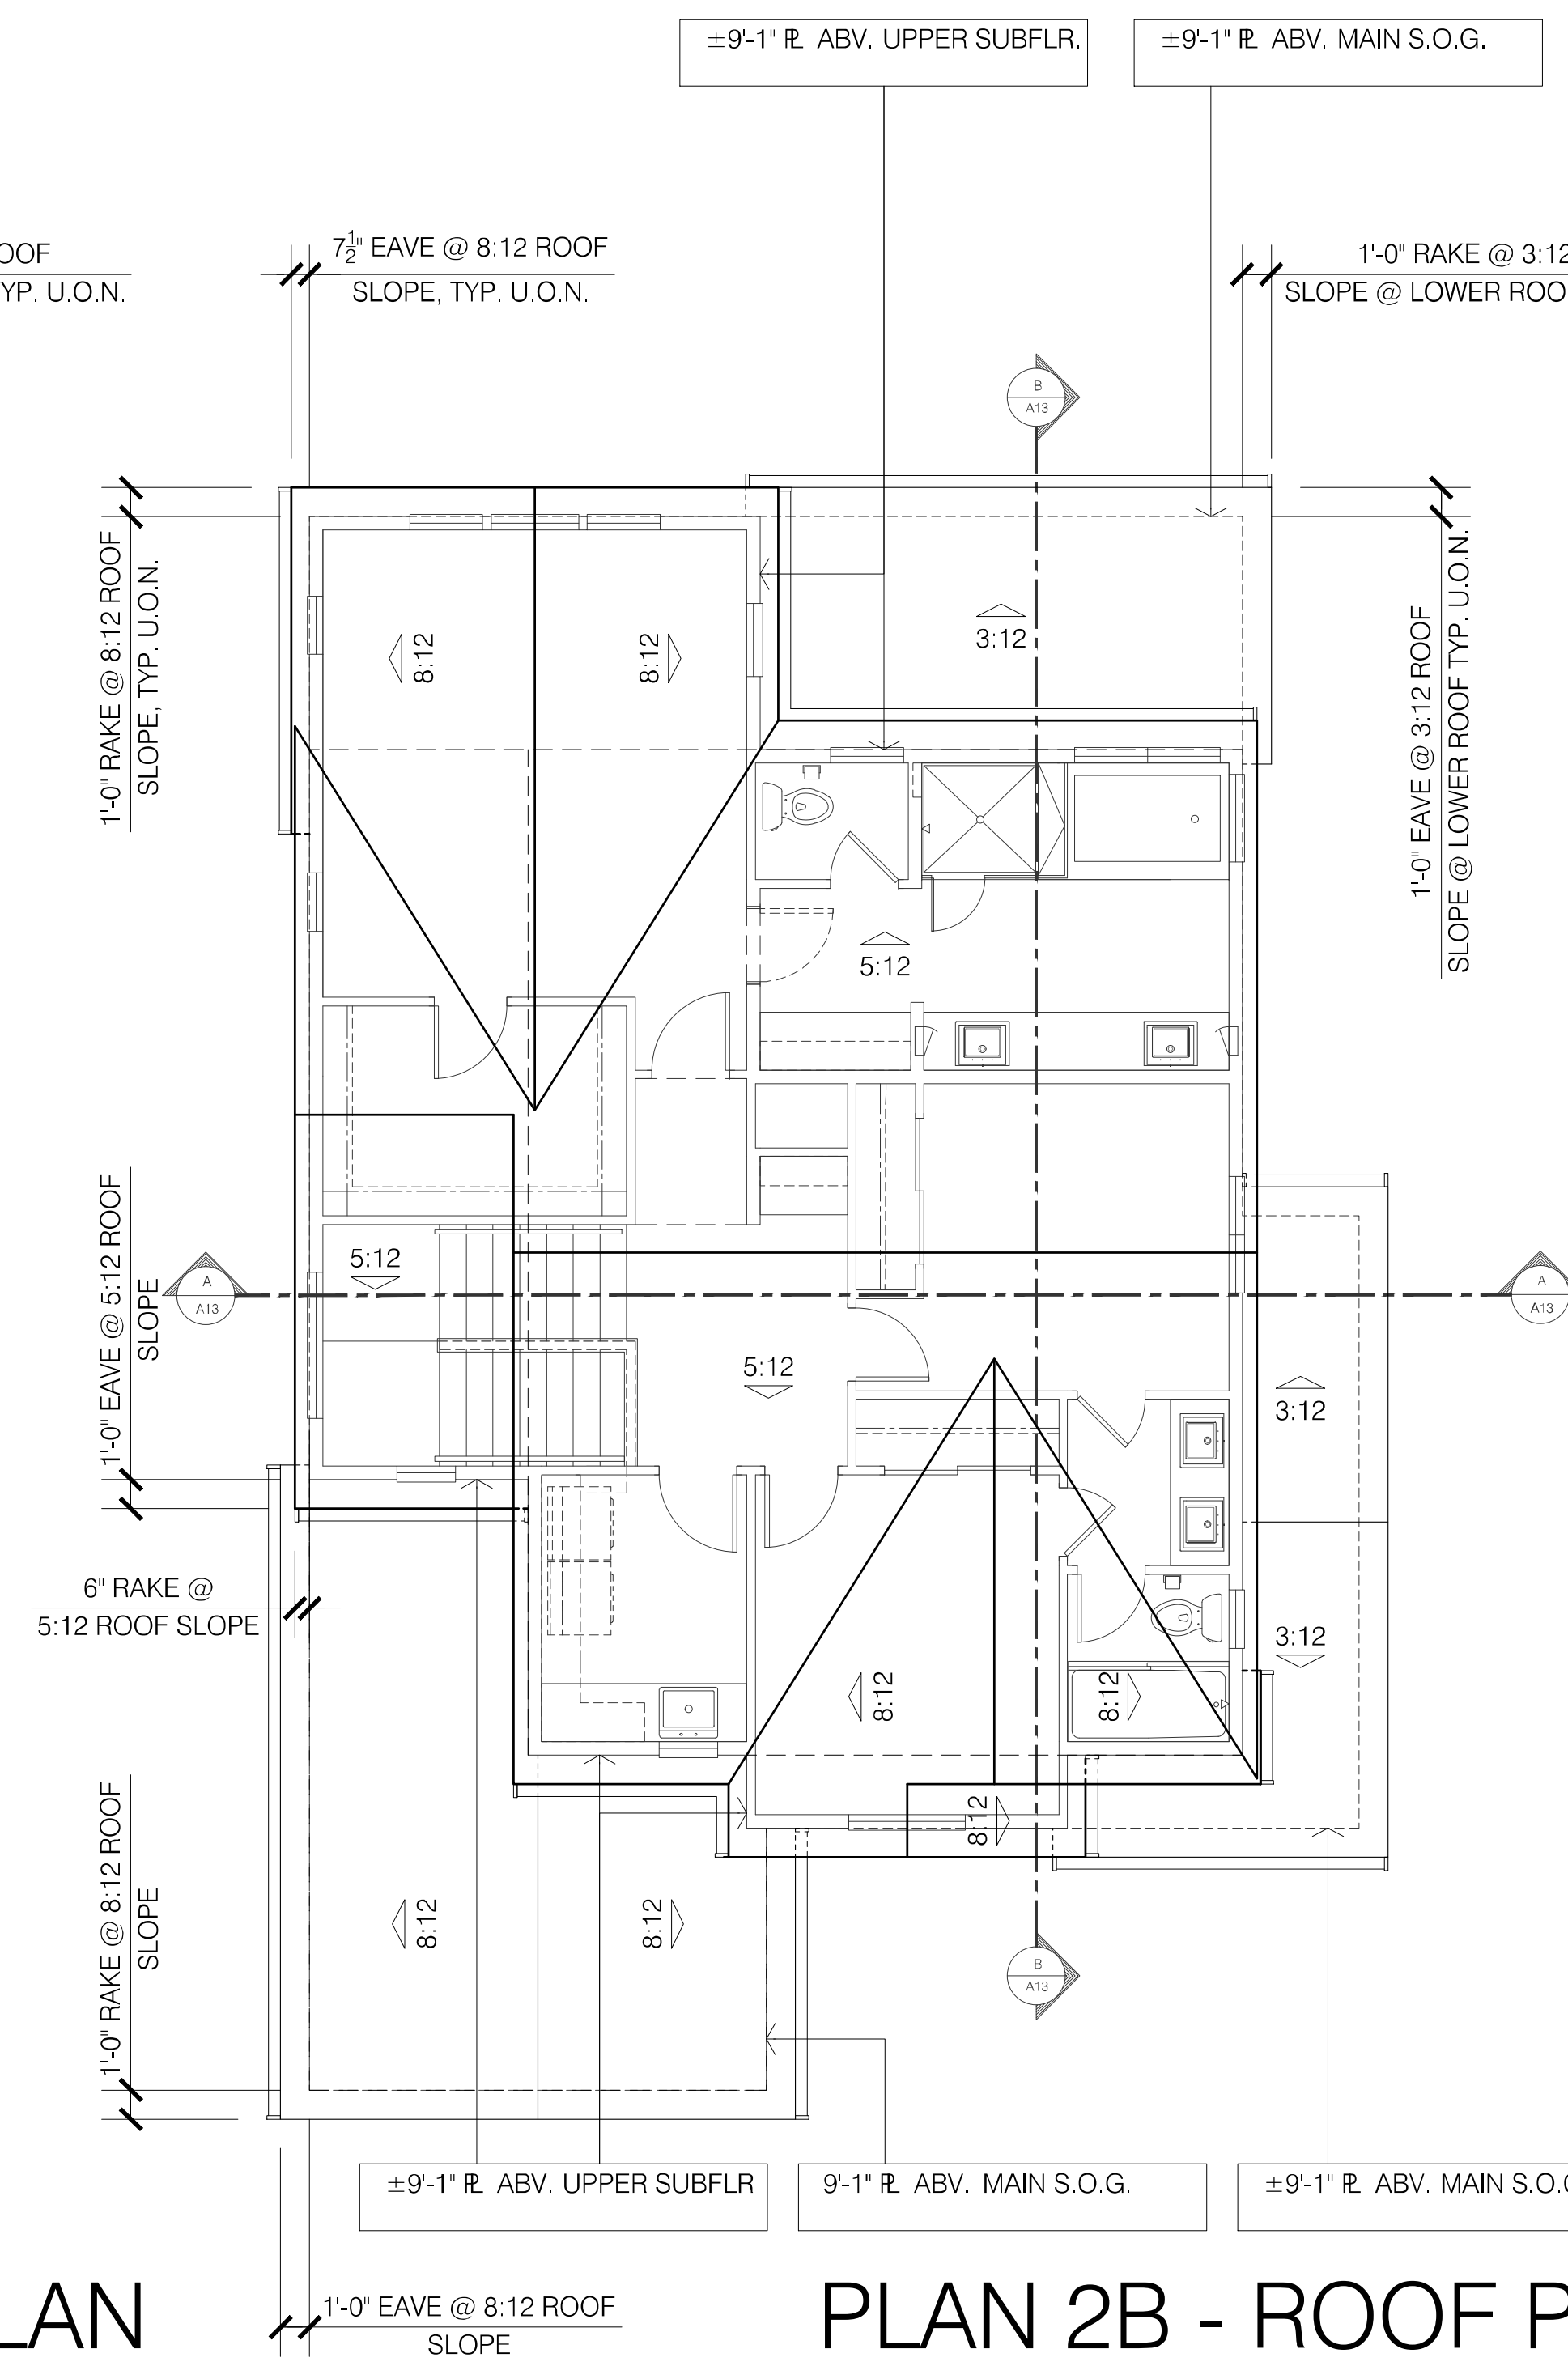 ±9'-1" ℄ ABV. UPPER SUBFLR.
±9'-1" ℄ ABV. MAIN S.O.G.
OOF
YP. U.O.N.
7½" EAVE @ 8:12 ROOF
SLOPE, TYP. U.O.N.
1'-0" RAKE @ 3:12
SLOPE @ LOWER ROO
B
A13
1'-0" RAKE @ 8:12 ROOF
SLOPE, TYP. U.O.N.
8:12
8:12
3:12
1'-0" EAVE @ 3:12 ROOF
SLOPE @ LOWER ROOF TYP. U.O.N.
5:12
1'-0" EAVE @ 5:12 ROOF
SLOPE
A
A13
5:12
A
A13
5:12
3:12
6" RAKE @
5:12 ROOF SLOPE
3:12
8:12
8:12
8:12
1'-0" RAKE @ 8:12 ROOF
SLOPE
8:12
8:12
B
A13
±9'-1" ℄ ABV. UPPER SUBFLR
9'-1" ℄ ABV. MAIN S.O.G.
±9'-1" ℄ ABV. MAIN S.O.G
LAN
1'-0" EAVE @ 8:12 ROOF
SLOPE
PLAN 2B - ROOF P